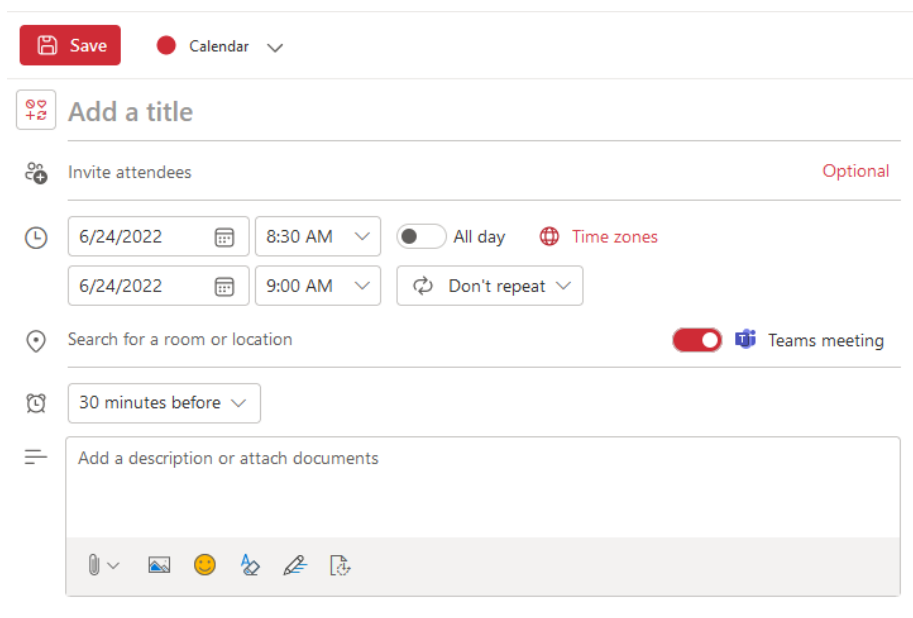 Save Calendar
Add a title
Invite attendees Optional
6/24/2022 8:30 AM All day Time zones
6/24/2022 9:00 AM Don't repeat
Search for a room or location Teams meeting
30 minutes before
Add a description or attach documents